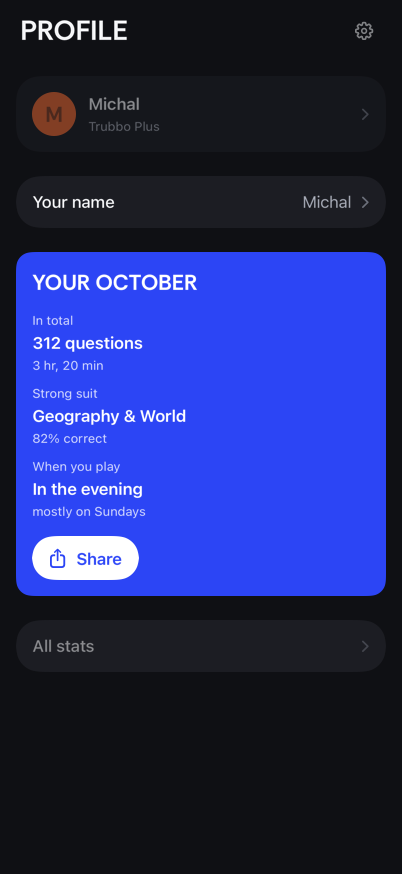 PROFILE
M
Michal
Trubbo Plus
Your name
Michal
YOUR OCTOBER
In total
312 questions
3 hr, 20 min
Strong suit
Geography & World
82% correct
When you play
In the evening
mostly on Sundays
Share
All stats